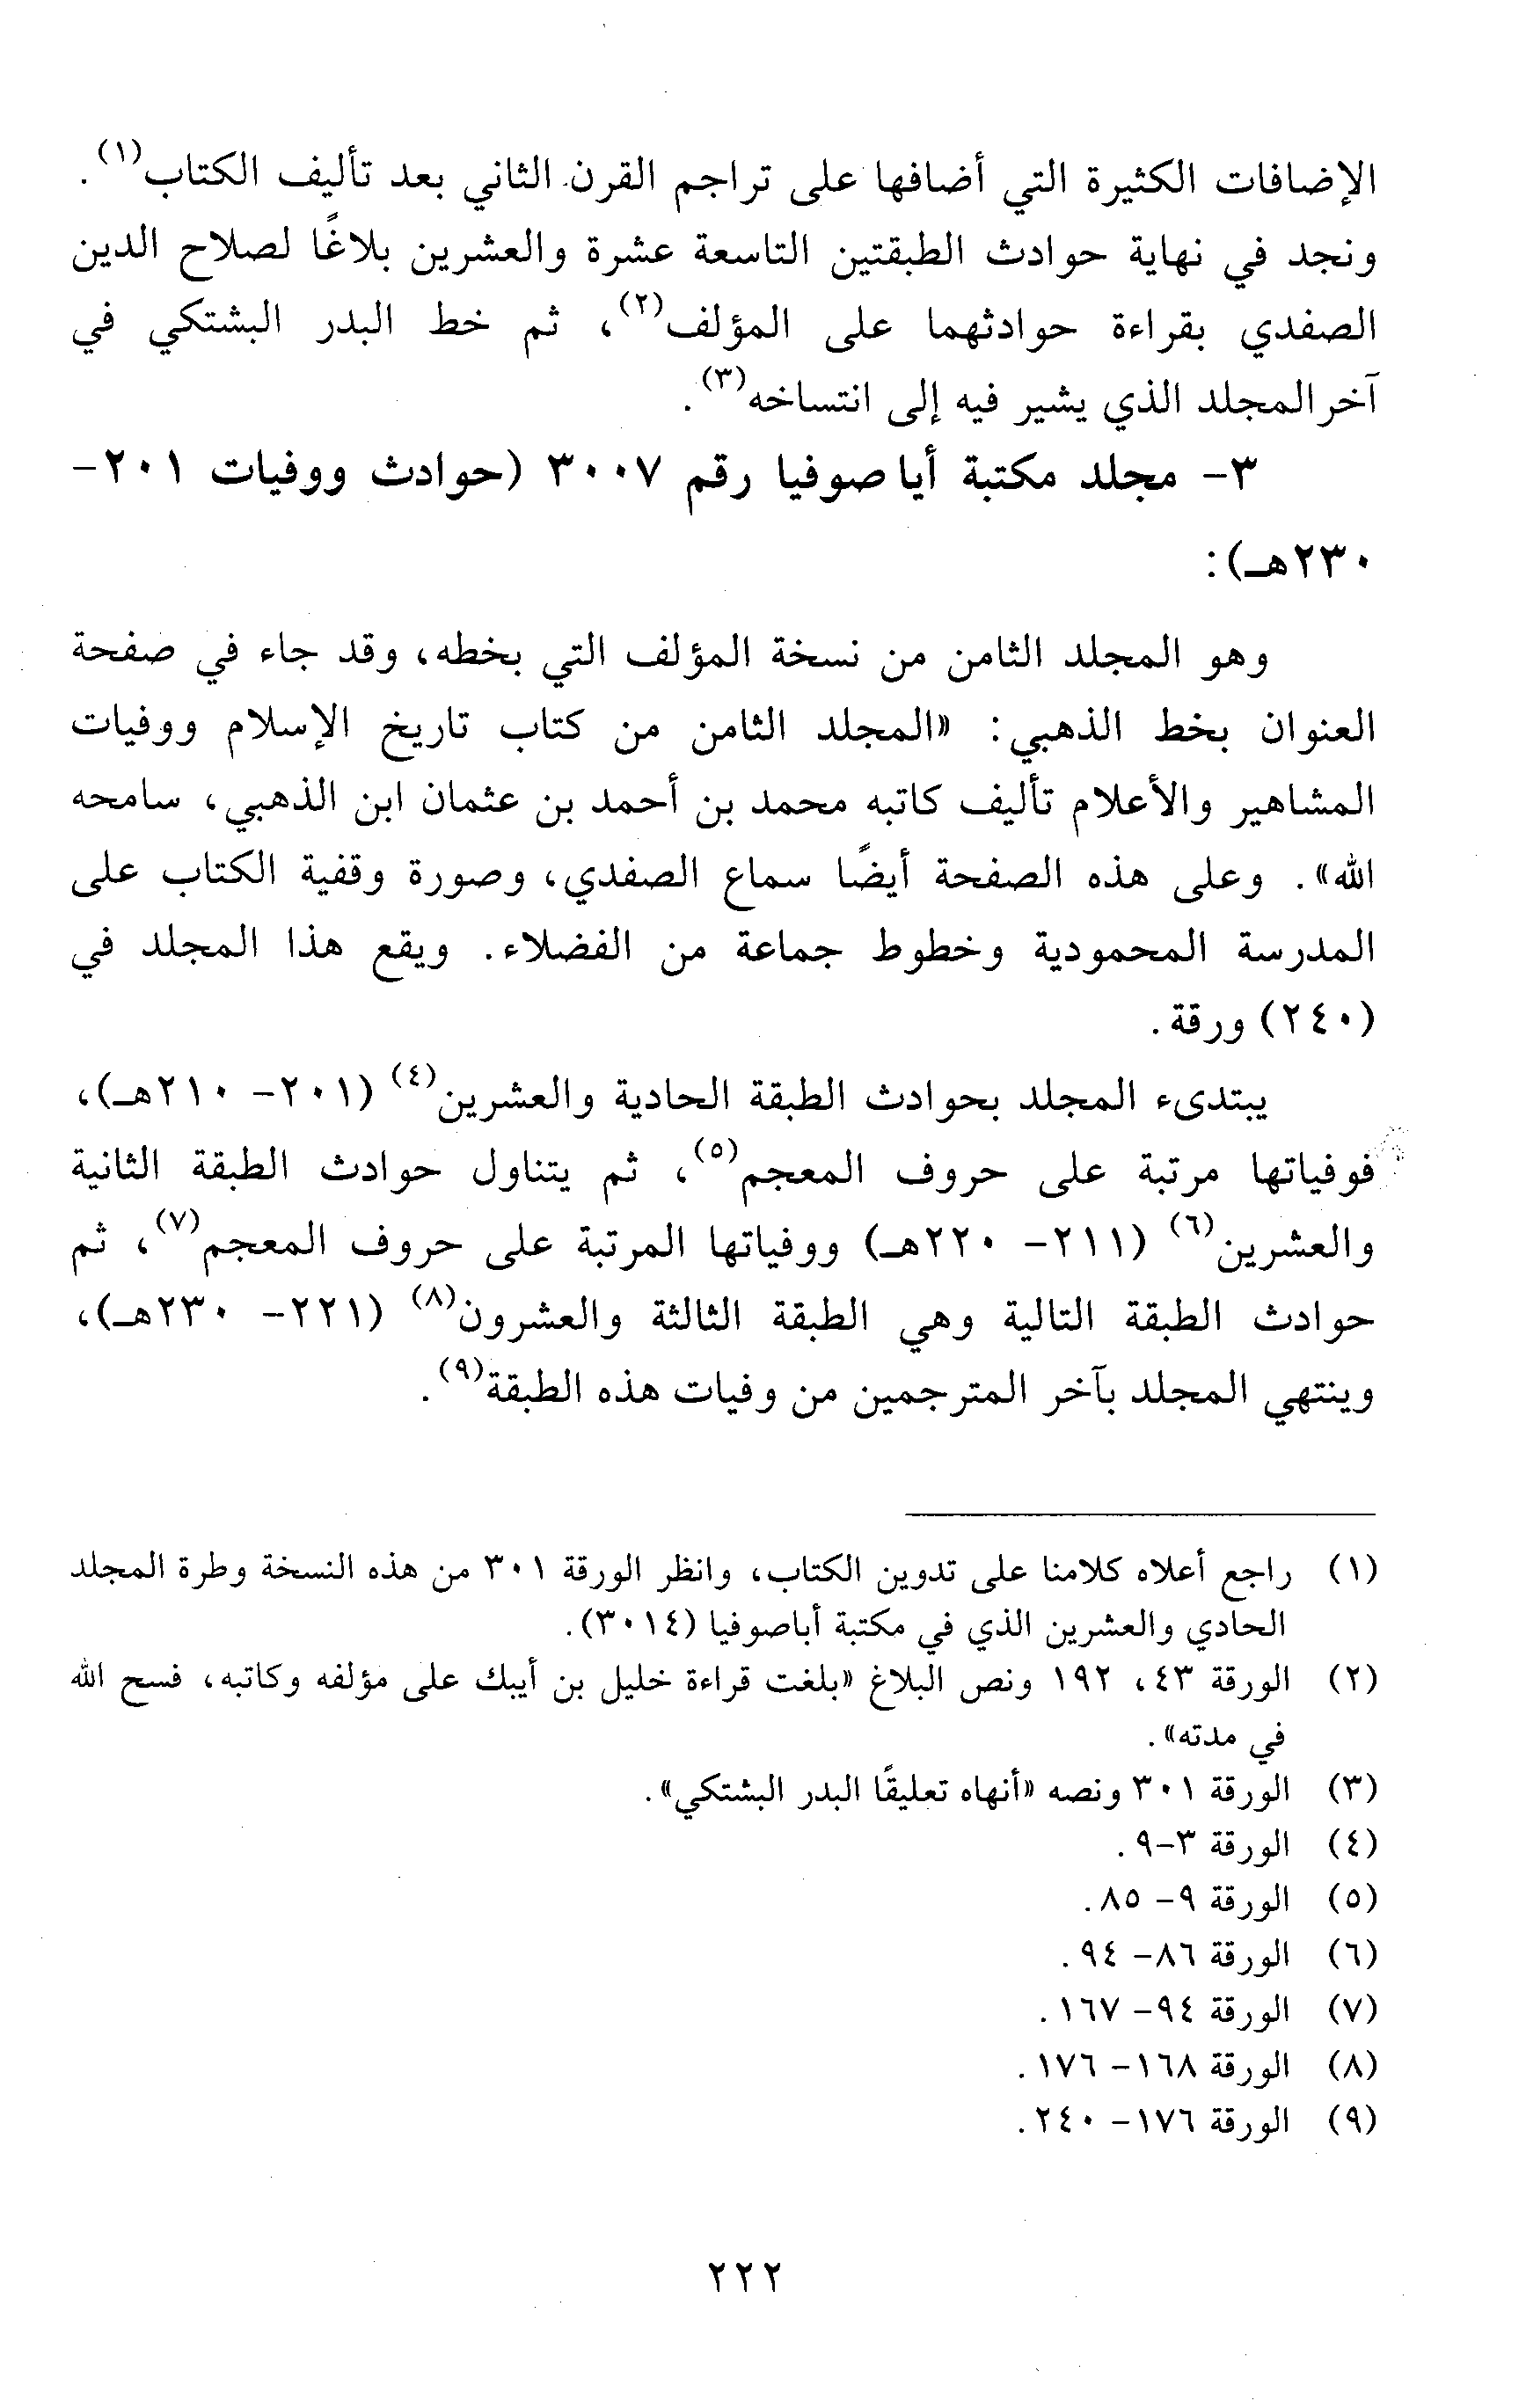 الإضافات الكثيرة التي أضافها على تراجم القرن الثاني بعد تأليف الكتاب(١).
ونجد في نهاية حوادث الطبقتين التاسعة عشرة والعشرين بلاغًا لصلاح الدين
الصفدي بقراءة حوادثهما على المؤلف(٢)، ثم خط البدر البشتكي في
آخرالمجلد الذي يشير فيه إلى انتساخه(٣).
٣- مجلد مكتبة أياصوفيا رقم ٣٠٠٧ (حوادث ووفيات ٢٠١-
٢٣٠هـ):
وهو المجلد الثامن من نسخة المؤلف التي بخطه، وقد جاء في صفحة
العنوان بخط الذهبي: «المجلد الثامن من كتاب تاريخ الإسلام ووفيات
المشاهير والأعلام تأليف كاتبه محمد بن أحمد بن عثمان ابن الذهبي، سامحه
الله». وعلى هذه الصفحة أيضًا سماع الصفدي، وصورة وقفية الكتاب على
المدرسة المحمودية وخطوط جماعة من الفضلاء. ويقع هذا المجلد في
(٢٤٠) ورقة.
يبتدىء المجلد بحوادث الطبقة الحادية والعشرين(٤) (٢٠١- ٢١٠هـ)،
فوفياتها مرتبة على حروف المعجم(٥)، ثم يتناول حوادث الطبقة الثانية
والعشرين(٦) (٢١١- ٢٢٠هـ) ووفياتها المرتبة على حروف المعجم(٧)، ثم
حوادث الطبقة التالية وهي الطبقة الثالثة والعشرون(٨) (٢٢١- ٢٣٠هـ)،
وينتهي المجلد بآخر المترجمين من وفيات هذه الطبقة(٩).
(١) راجع أعلاه كلامنا على تدوين الكتاب، وانظر الورقة ٣٠١ من هذه النسخة وطرة المجلد
الحادي والعشرين الذي في مكتبة أباصوفيا (٣٠١٤).
(٢) الورقة ٤٣، ١٩٢ ونص البلاغ «بلغت قراءة خليل بن أيبك على مؤلفه وكاتبه، فسح الله
في مدته».
(٣) الورقة ٣٠١ ونصه «أنهاه تعليقًا البدر البشتكي».
(٤) الورقة ٣-٩.
(٥) الورقة ٩- ٨٥.
(٦) الورقة ٨٦- ٩٤.
(٧) الورقة ٩٤- ١٦٧.
(٨) الورقة ١٦٨- ١٧٦.
(٩) الورقة ١٧٦- ٢٤٠.
٢٢٢